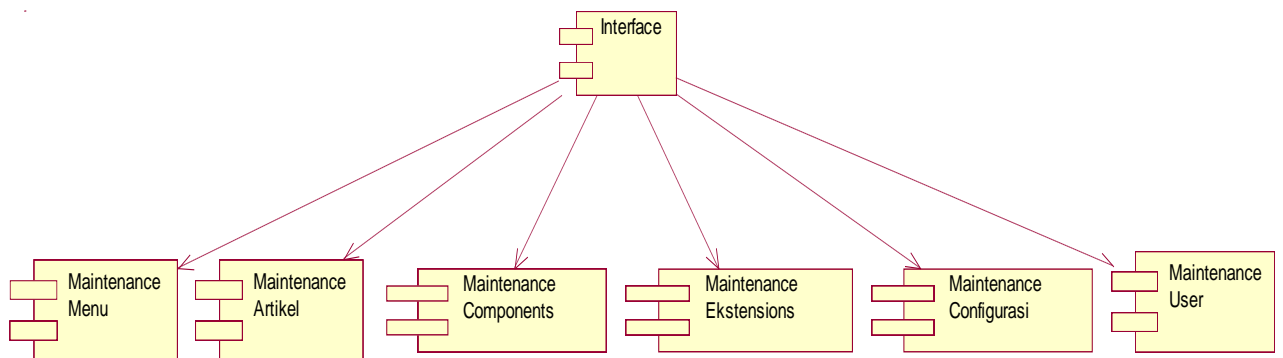 Interface
Maintenance
Menu
Maintenance
Artikel
Maintenance
Components
Maintenance
Ekstensions
Maintenance
Configurasi
Maintenance
User